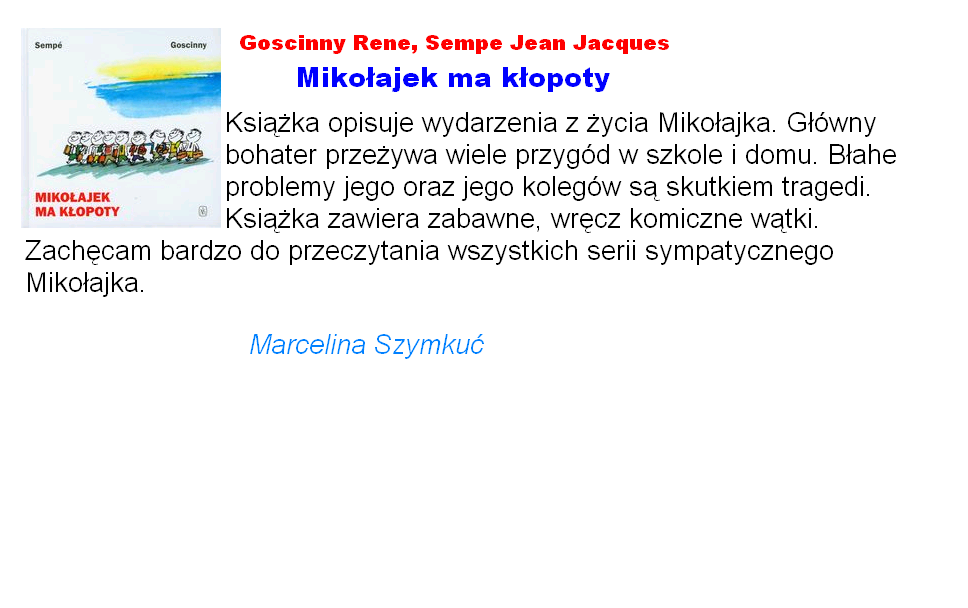 Sempé Goscinny
MIKOŁAJEK
MA KŁOPOTY
Goscinny Rene, Sempe Jean Jacques
Mikołajek ma kłopoty
Książka opisuje wydarzenia z życia Mikołajka. Główny
bohater przeżywa wiele przygód w szkole i domu. Błahe
problemy jego oraz jego kolegów są skutkiem tragedi.
Książka zawiera zabawne, wręcz komiczne wątki.
Zachęcam bardzo do przeczytania wszystkich serii sympatycznego
Mikołajka.
Marcelina Szymkuć